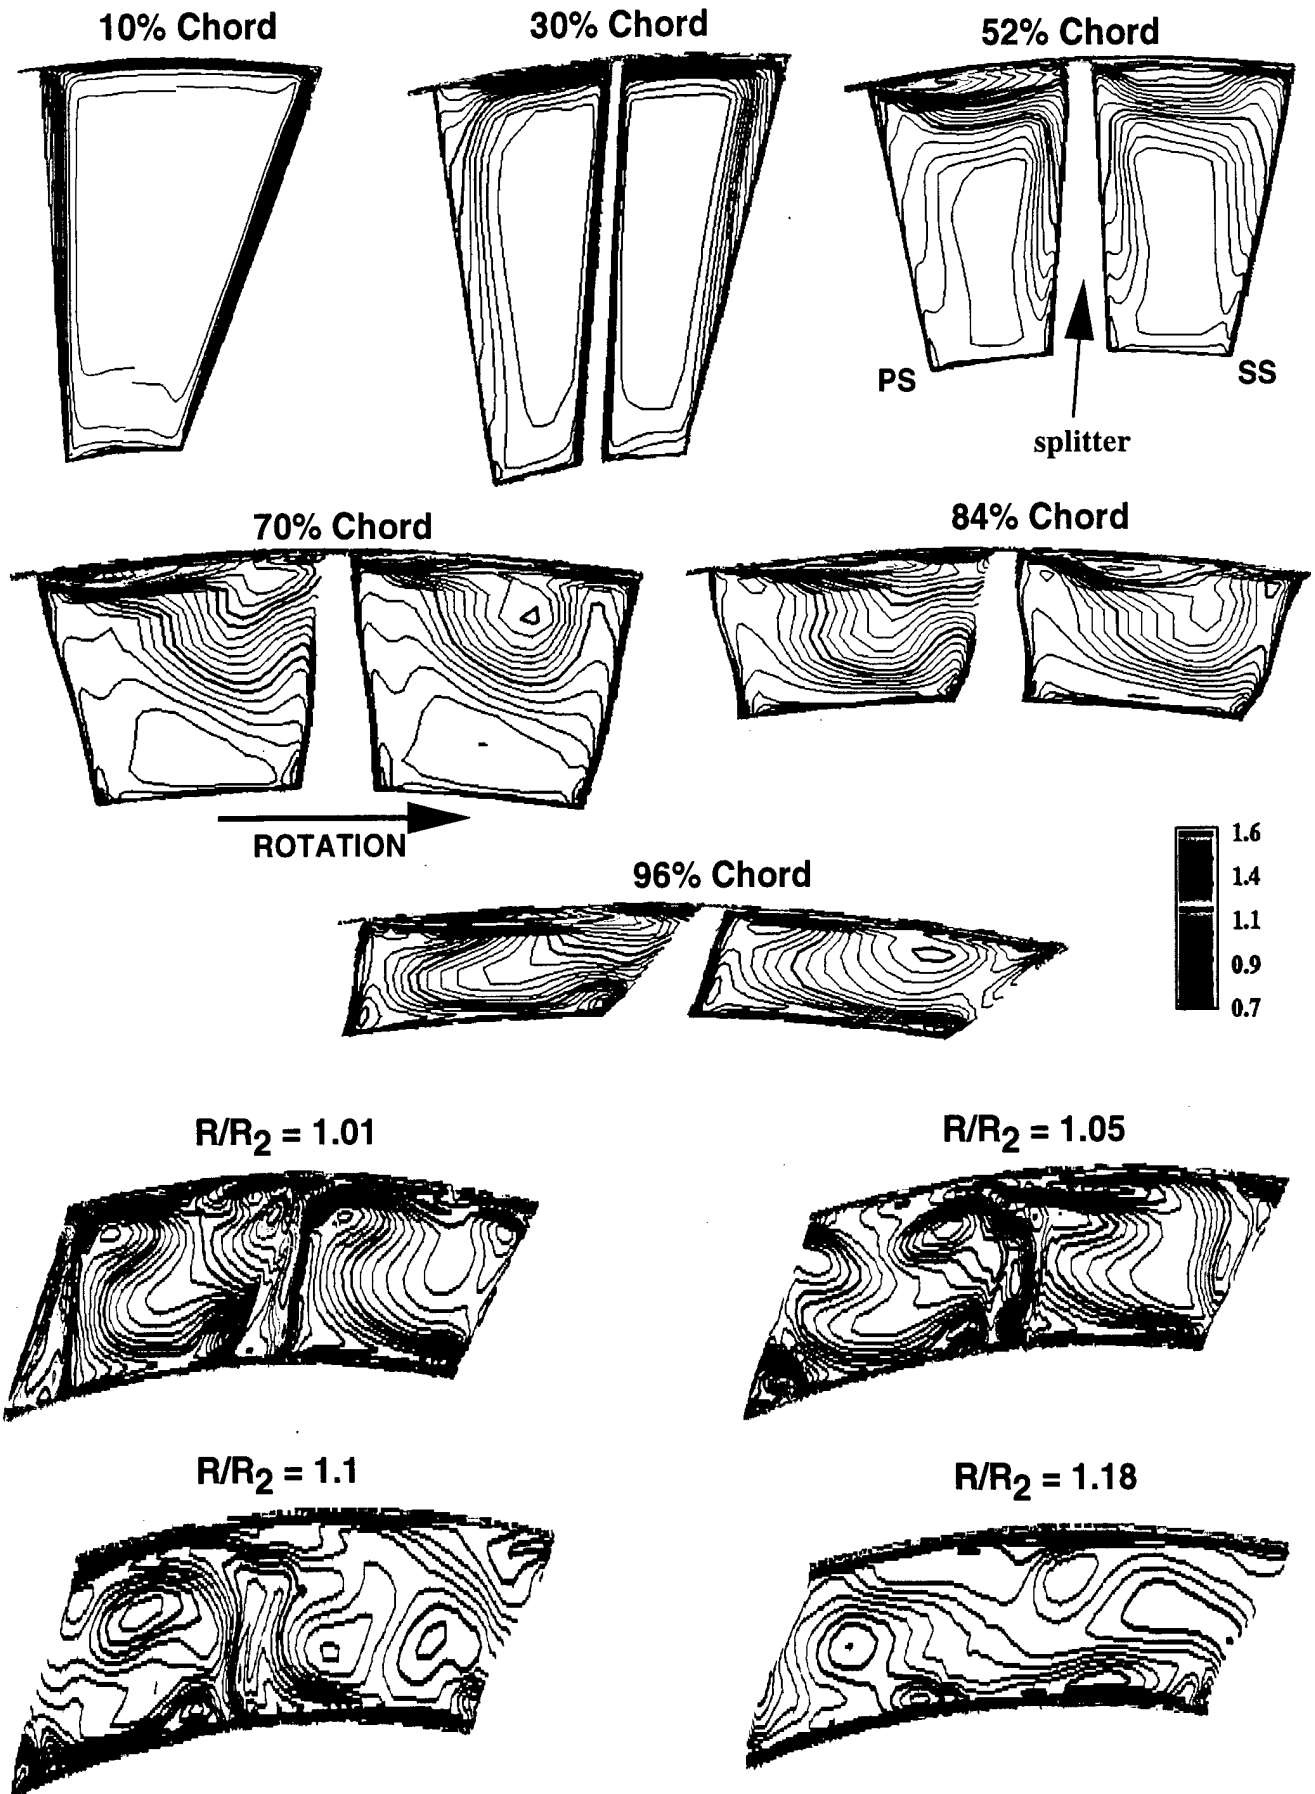 10% Chord
30% Chord
52% Chord
PS
SS
splitter
70% Chord
84% Chord
ROTATION
96% Chord
1.6
1.4
1.1
0.9
0.7
R/R2 = 1.01
R/R2 = 1.05
R/R2 = 1.1
R/R2 = 1.18